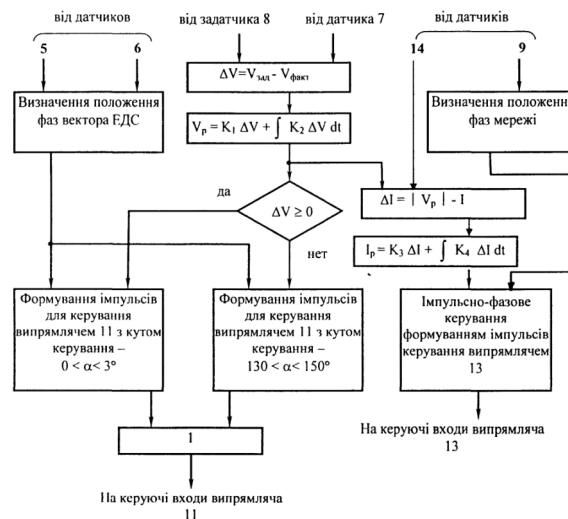 від датчиков
5 6
від задатчика 8
від датчика 7
від датчиків
14 9
Визначення положення
фаз вектора ЕДС
ΔV=Vзад - Vфакт
Vр = K1 ΔV + ∫ K2 ΔV dt
Визначення положен
фаз мережі
да
ΔV ≥ 0
нет
ΔI = | Vр | - I
Iр = K3 ΔI + ∫ K4 ΔI dt
Формування імпульсів
для керування
випрямлячем 11 з кутом
керування –
0 < α< 3°
Формування імпульсів
для керування
випрямлячем 11 з кутом
керування –
130 < α< 150°
Імпульсно-фазове
керування
формуванням імпульсів
керування випрямлячем
13
1
На керуючі входи випрямляча
11
На керуючі входи випрямляча
13